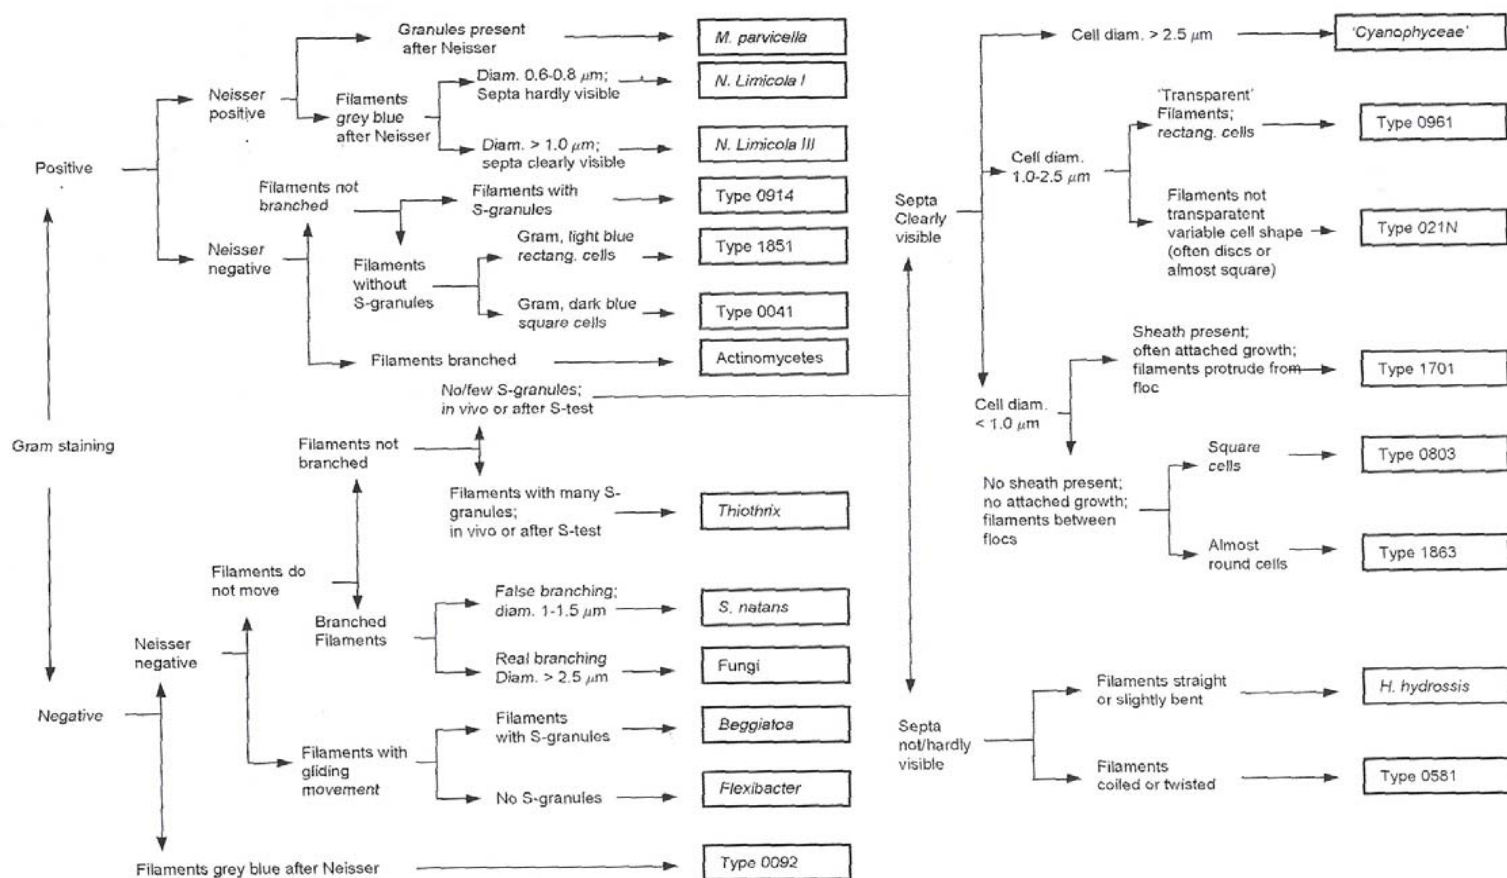 Gram staining
Positive
Neisser
positive
Granules present
after Neisser
M. parvicella
Filaments
grey blue
after Neisser
Diam. 0.6-0.8 μm;
Septa hardly visible
N. Limicola I
Diam. > 1.0 μm;
septa clearly visible
N. Limicola III
Neisser
negative
Filaments not
branched
Filaments with
S-granules
Type 0914
Filaments
without
S-granules
Gram, light blue
rectang. cells
Type 1851
Gram, dark blue
square cells
Type 0041
Filaments branched
Actinomycetes
Negative
Neisser
negative
Filaments do
not move
Filaments not
branched
No/few S-granules;
in vivo or after S-test
Filaments with many S-
granules;
in vivo or after S-test
Thiothrix
Branched
Filaments
False branching;
diam. 1-1.5 μm
S. natans
Real branching
Diam. > 2.5 μm
Fungi
Filaments with
gliding
movement
Filaments
with S-granules
Beggiatoa
No S-granules
Flexibacter
Filaments grey blue after Neisser
Type 0092
Septa
Clearly
visible
Cell diam. > 2.5 μm
'Cyanophyceae'
Cell diam.
1.0-2.5 μm
'Transparent'
Filaments;
rectang. cells
Type 0961
Filaments not
transparatent
variable cell shape
(often discs or
almost square)
Type 021N
Cell diam.
< 1.0 μm
Sheath present;
often attached growth;
filaments protrude from
floc
Type 1701
No sheath present;
no attached growth;
filaments between
flocs
Square
cells
Type 0803
Almost
round cells
Type 1863
Septa
not/hardly
visible
Filaments straight
or slightly bent
H. hydrossis
Filaments
coiled or twisted
Type 0581